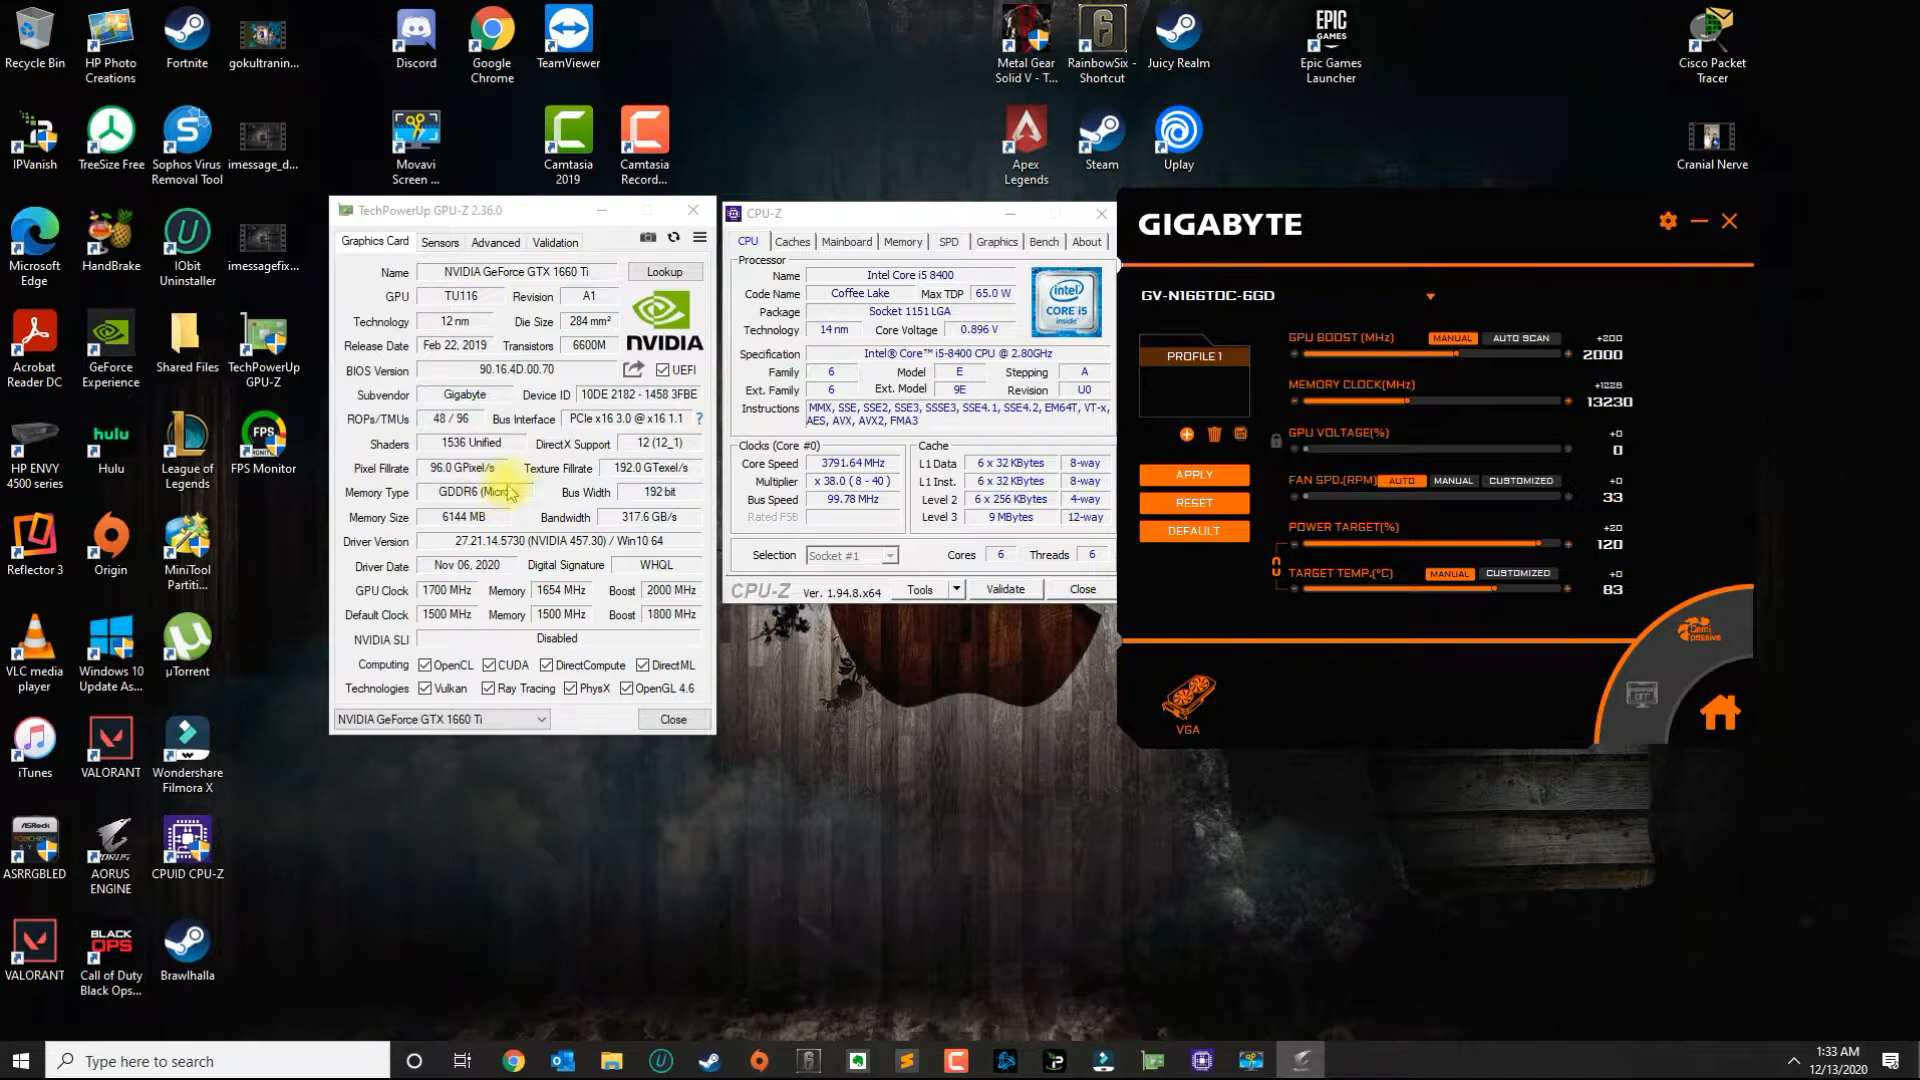 Recycle Bin
HP Photo Creations
Fortnite
gokultranin...
Discord
Google Chrome
TeamViewer
Metal Gear Solid V - T...
RainbowSix - Shortcut
Juicy Realm
EPIC GAMES
Epic Games Launcher
Cisco Packet Tracer
IPVanish
TreeSize Free
Sophos Virus Removal Tool
imessage_d...
Movavi Screen ...
Camtasia 2019
Camtasia Record...
Apex Legends
Steam
Uplay
Cranial Nerve
Microsoft Edge
HandBrake
IObit Uninstaller
imessagefix...
Acrobat Reader DC
GeForce Experience
Shared Files
TechPowerUp GPU-Z
HP ENVY 4500 series
hulu
Hulu
League of Legends
FPS
FPS Monitor
Reflector 3
Origin
MiniTool Partiti...
VLC media player
Windows 10 Update As...
µTorrent
iTunes
VALORANT
Wondershare Filmora X
ASRock
ASRRGBLED
AORUS ENGINE
CPUID CPU-Z
VALORANT
BLACK OPS
Call of Duty Black Ops...
Brawlhalla
TechPowerUp GPU-Z 2.36.0
Graphics Card Sensors Advanced Validation
Name NVIDIA GeForce GTX 1660 Ti Lookup
GPU TU116 Revision A1
Technology 12 nm Die Size 284 mm²
Release Date Feb 22, 2019 Transistors 6600M
NVIDIA
BIOS Version 90.16.4D.00.70 UEFI
Subvendor Gigabyte Device ID 10DE 2182 - 1458 3FBE
ROPs/TMUs 48 / 96 Bus Interface PCIe x16 3.0 @ x16 1.1 ?
Shaders 1536 Unified DirectX Support 12 (12_1)
Pixel Fillrate 96.0 GPixel/s Texture Fillrate 192.0 GTexel/s
Memory Type GDDR6 (Micro Bus Width 192 bit
Memory Size 6144 MB Bandwidth 317.6 GB/s
Driver Version 27.21.14.5730 (NVIDIA 457.30) / Win10 64
Driver Date Nov 06, 2020 Digital Signature WHQL
GPU Clock 1700 MHz Memory 1654 MHz Boost 2000 MHz
Default Clock 1500 MHz Memory 1500 MHz Boost 1800 MHz
NVIDIA SLI Disabled
Computing OpenCL CUDA DirectCompute DirectML
Technologies Vulkan Ray Tracing PhysX OpenGL 4.6
NVIDIA GeForce GTX 1660 Ti Close
CPU-Z
CPU Caches Mainboard Memory SPD Graphics Bench About
Processor
Name Intel Core i5 8400
Code Name Coffee Lake Max TDP 65.0 W
Package Socket 1151 LGA
Technology 14 nm Core Voltage 0.896 V
intel CORE i5 inside
Specification Intel® Core™ i5-8400 CPU @ 2.80GHz
Family 6 Model E Stepping A
Ext. Family 6 Ext. Model 9E Revision U0
Instructions MMX, SSE, SSE2, SSE3, SSSE3, SSE4.1, SSE4.2, EM64T, VT-x,
AES, AVX, AVX2, FMA3
Clocks (Core #0) Cache
Core Speed 3791.64 MHz L1 Data 6 x 32 KBytes 8-way
Multiplier x 38.0 ( 8 - 40 ) L1 Inst. 6 x 32 KBytes 8-way
Bus Speed 99.78 MHz Level 2 6 x 256 KBytes 4-way
Rated FSB Level 3 9 MBytes 12-way
Selection Socket #1 Cores 6 Threads 6
CPU-Z Ver. 1.94.8.x64 Tools Validate Close
GIGABYTE
GV-N166TOC-6GD
PROFILE 1
APPLY
RESET
DEFAULT
GPU BOOST (MHz) MANUAL AUTO SCAN +200
2000
MEMORY CLOCK(MHz) +1228
13230
GPU VOLTAGE(%) +0
0
FAN SPD.(RPM) AUTO MANUAL CUSTOMIZED +0
33
POWER TARGET(%) +20
120
TARGET TEMP.(°C) MANUAL CUSTOMIZED +0
83
VGA
Semi passive
Type here to search
1:33 AM
12/13/2020